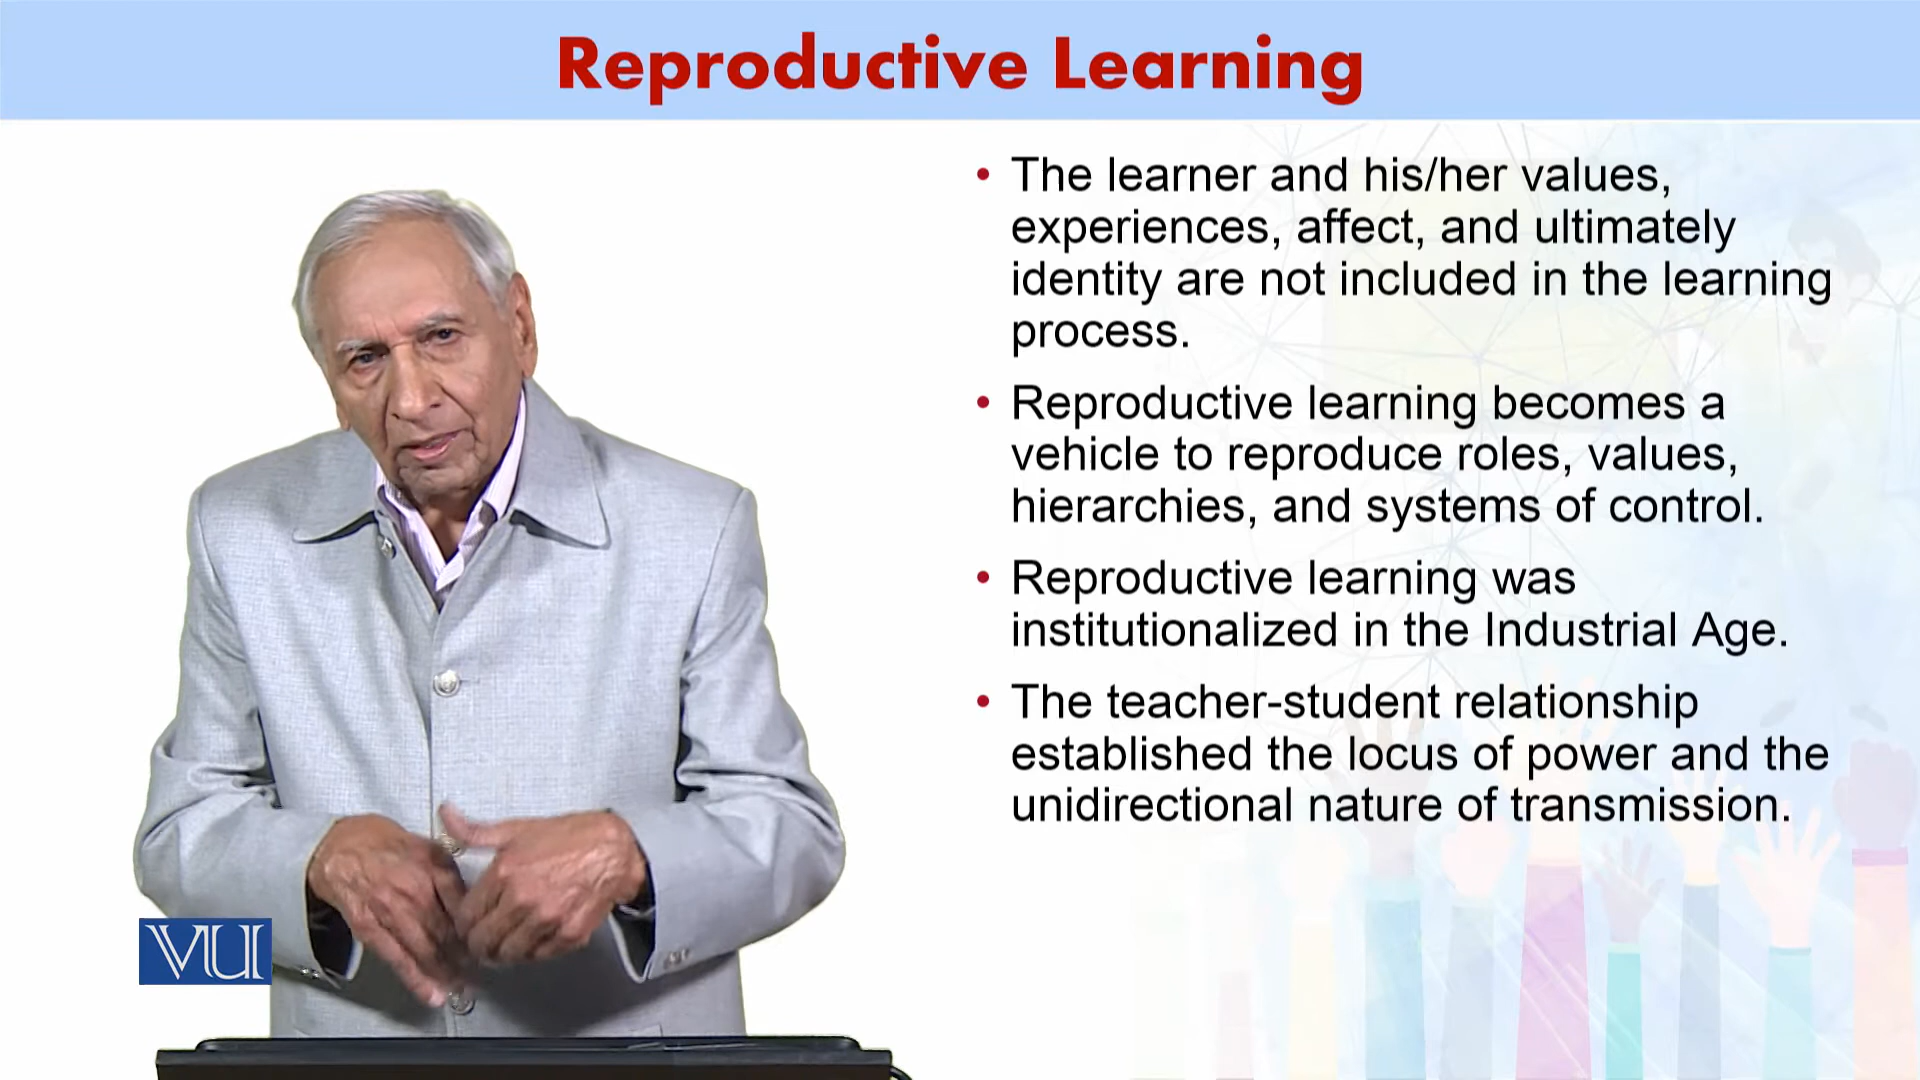 Reproductive Learning
• The learner and his/her values,
experiences, affect, and ultimately
identity are not included in the learning
process.
• Reproductive learning becomes a
vehicle to reproduce roles, values,
hierarchies, and systems of control.
• Reproductive learning was
institutionalized in the Industrial Age.
• The teacher-student relationship
established the locus of power and the
unidirectional nature of transmission.
VU